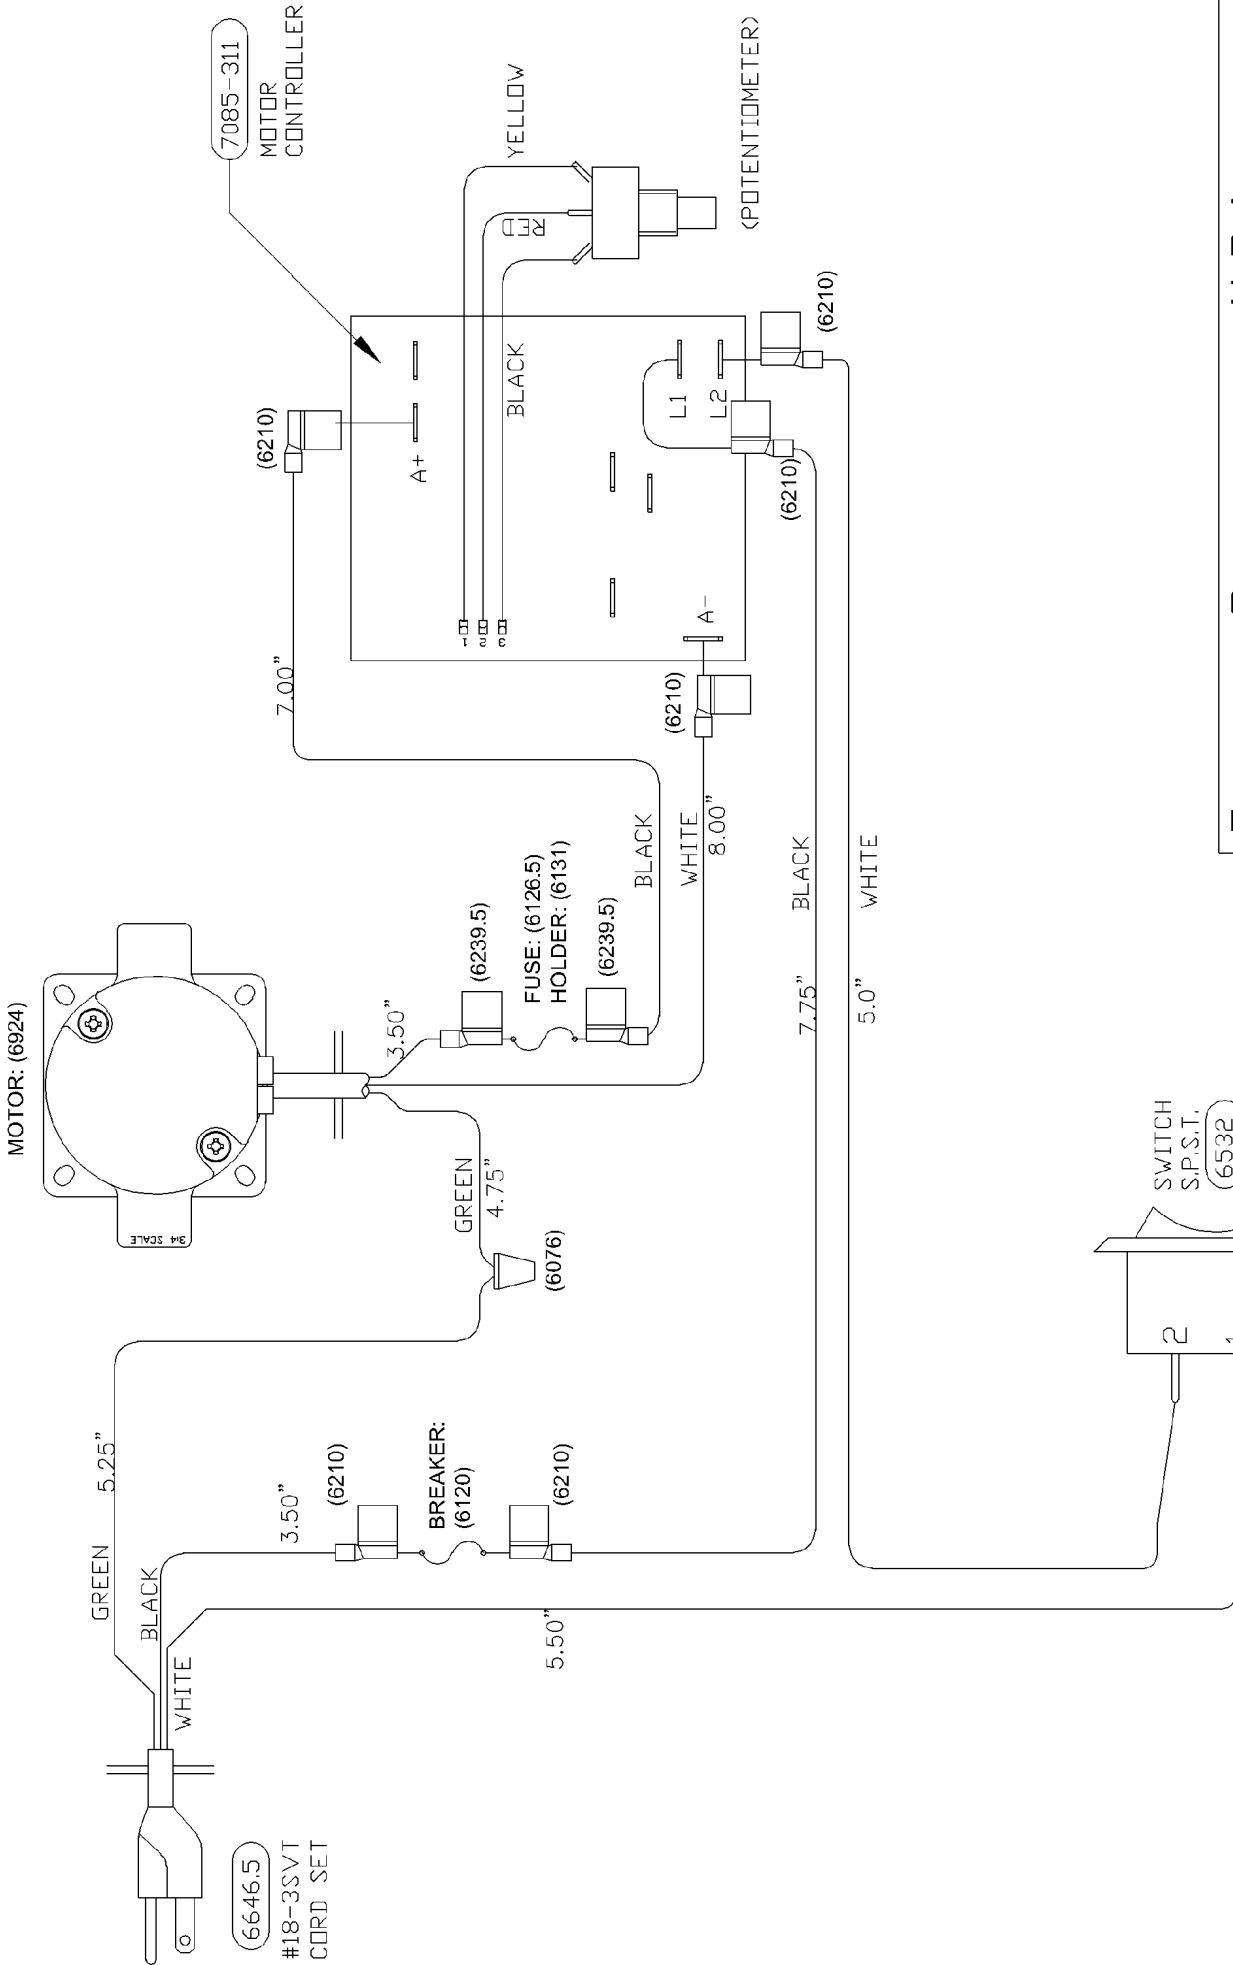 MOTOR: (6924)
3:4 SCALE
7085-311
MOTOR
CONTROLLER
(6210)
A+
7.00"
YELLOW
RED
BLACK
(POTENTIOMETER)
1
2
3
L1
L2
(6210)
(6210)
A-
(6210)
3.50"
(6239.5)
FUSE: (6126.5)
HOLDER: (6131)
(6239.5)
BLACK
WHITE
8.00"
GREEN
4.75"
(6076)
BLACK
7.75"
WHITE
5.0"
5.25"
GREEN
BLACK
WHITE
3.50"
(6210)
BREAKER:
(6120)
(6210)
5.50"
6646.5
#18-3SVT
CORD SET
SWITCH
S.P.S.T.
6532
2